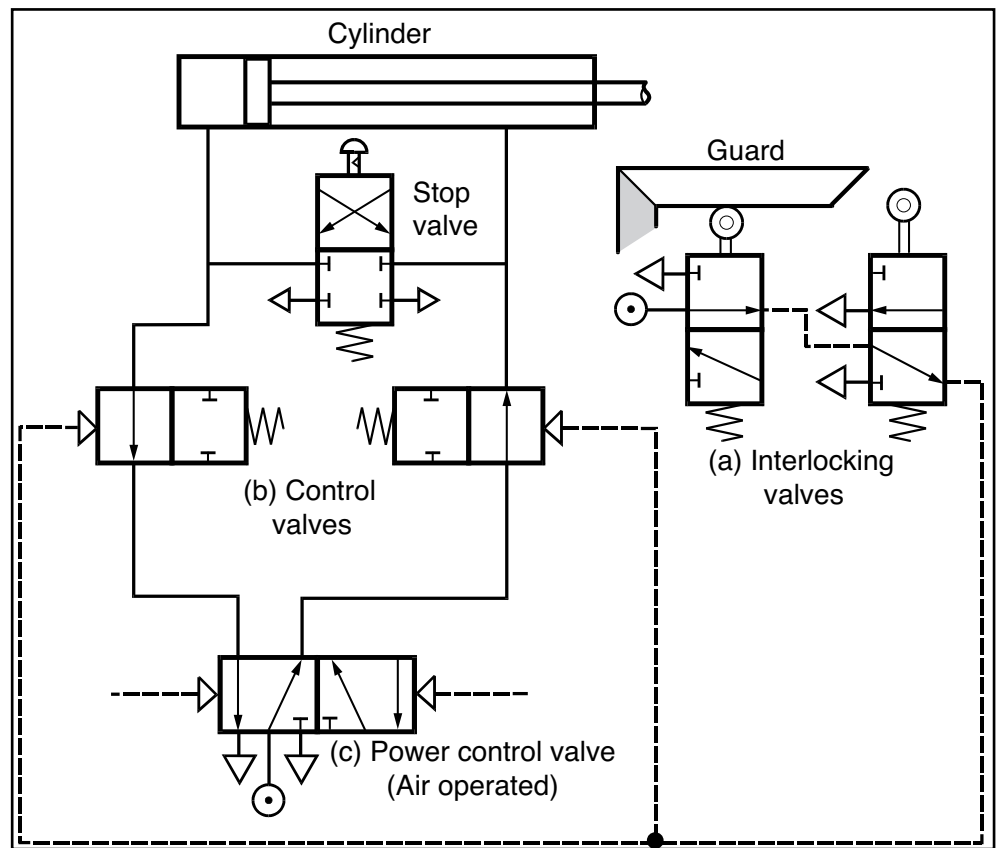 Cylinder
Stop
valve
Guard
(a) Interlocking
valves
(b) Control
valves
(c) Power control valve
(Air operated)